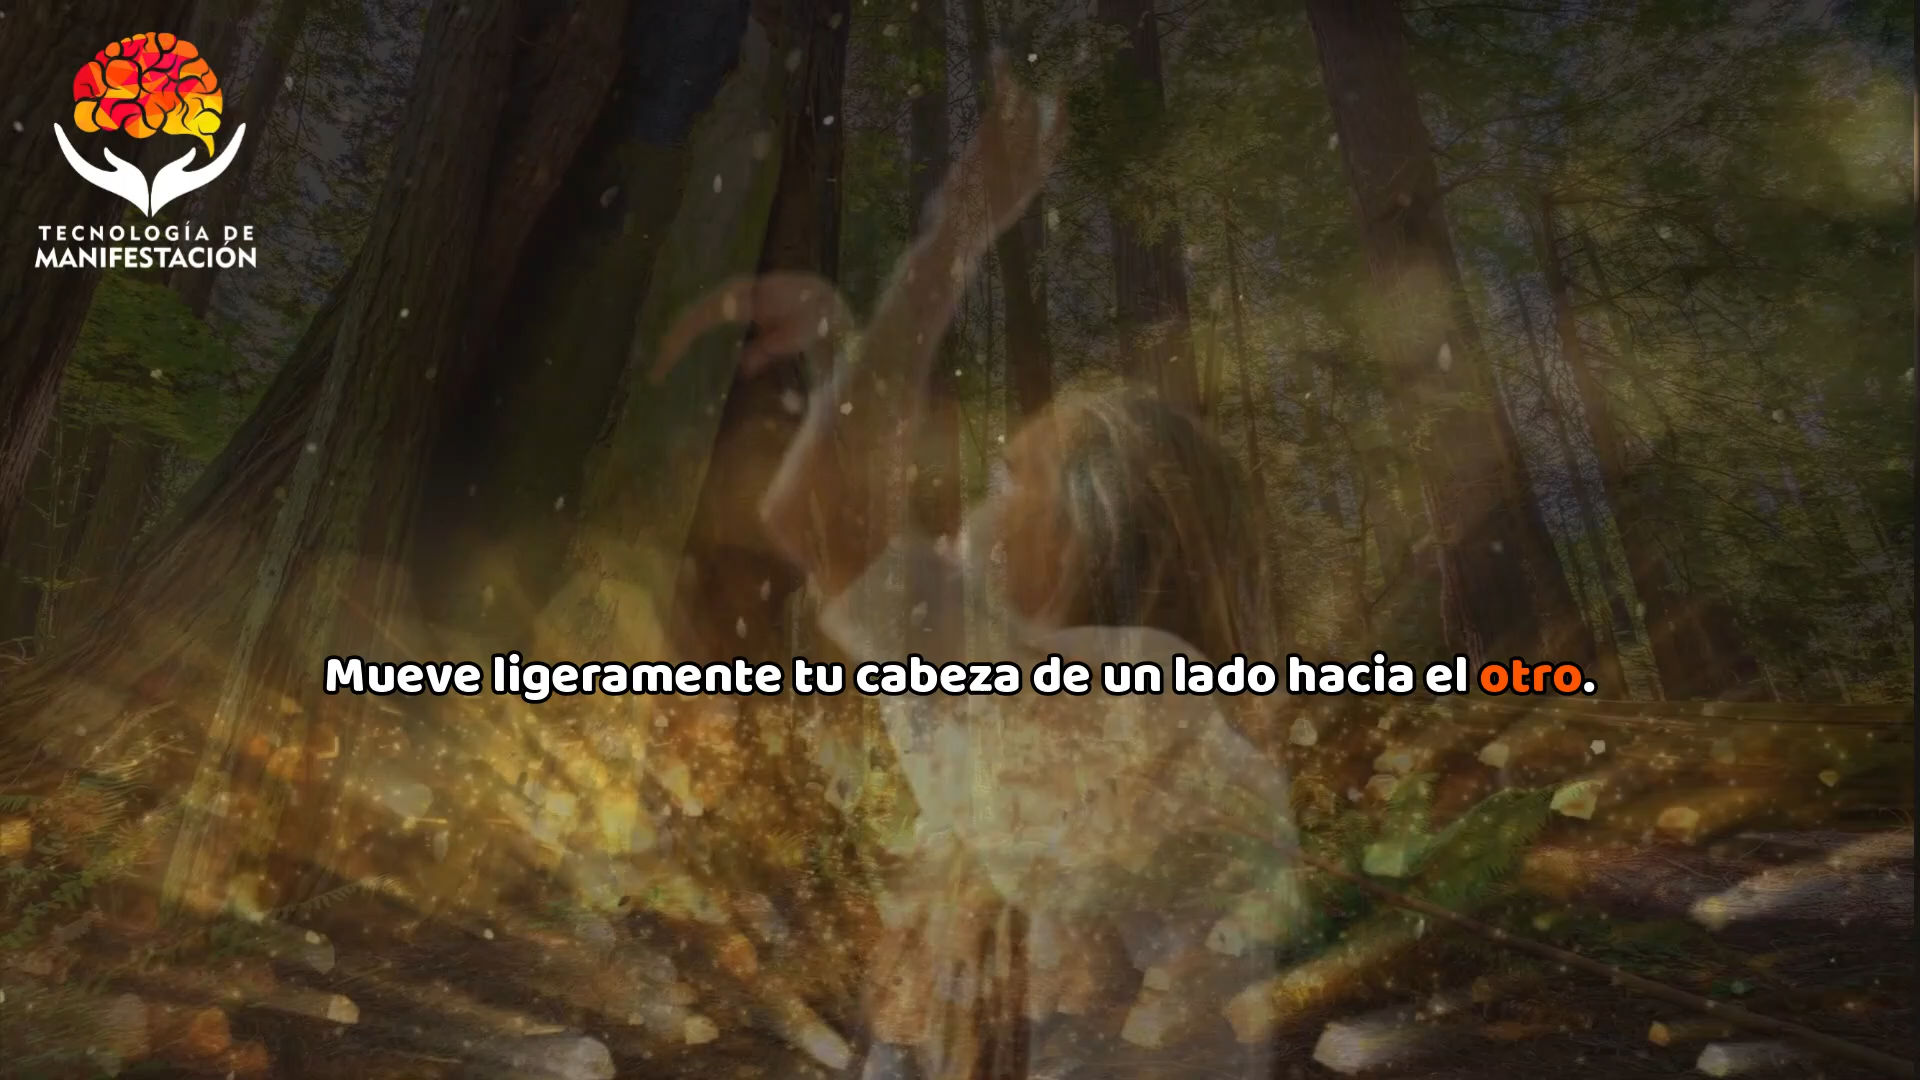 TECNOLOGÍA DE
MANIFESTACIÓN
Mueve ligeramente tu cabeza de un lado hacia el otro.